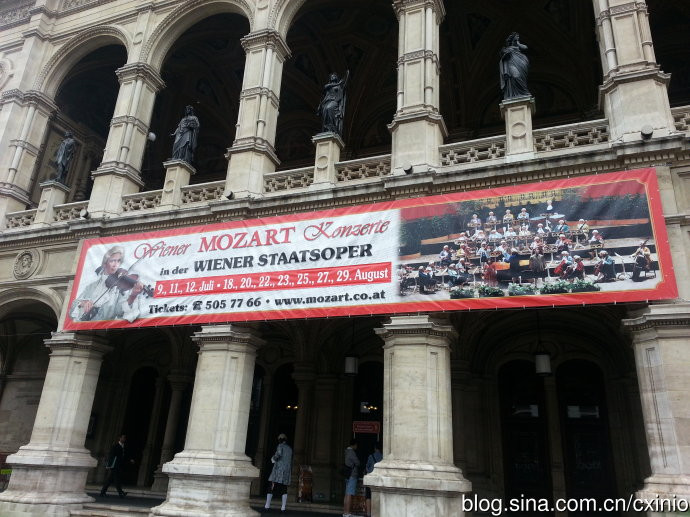 Wiener MOZART Konzerte
in der WIENER STAATSOPER
9., 11., 12. Juli • 18., 20., 22., 23., 25., 27., 29. August
Tickets: ☎ 505 77 66 • www.mozart.co.at
blog.sina.com.cn/cxinio